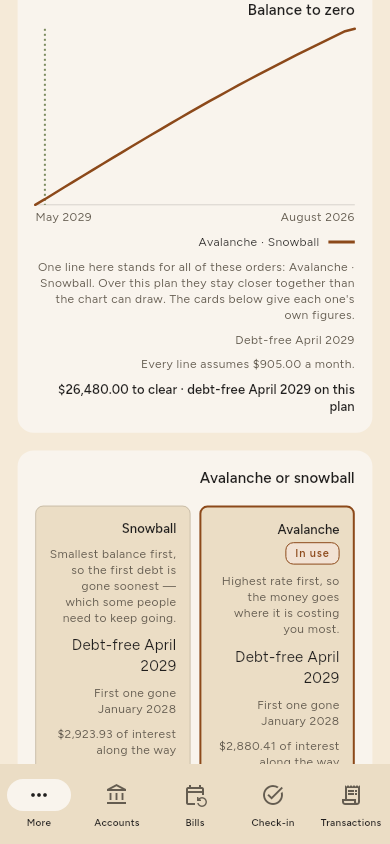 Balance to zero
May 2029
August 2026
Avalanche · Snowball
One line here stands for all of these orders: Avalanche ·
Snowball. Over this plan they stay closer together than
the chart can draw. The cards below give each one's
own figures.
Debt-free April 2029
Every line assumes $905.00 a month.
$26,480.00 to clear · debt-free April 2029 on this
plan
Avalanche or snowball
Avalanche
In use
Highest rate first, so
the money goes
where it is costing
you most.
Debt-free April
2029
First one gone
January 2028
$2,880.41 of interest
along the way
Snowball
Smallest balance first,
so the first debt is
gone soonest —
which some people
need to keep going.
Debt-free April
2029
First one gone
January 2028
$2,923.93 of interest
along the way
More
Accounts
Bills
Check-in
Transactions